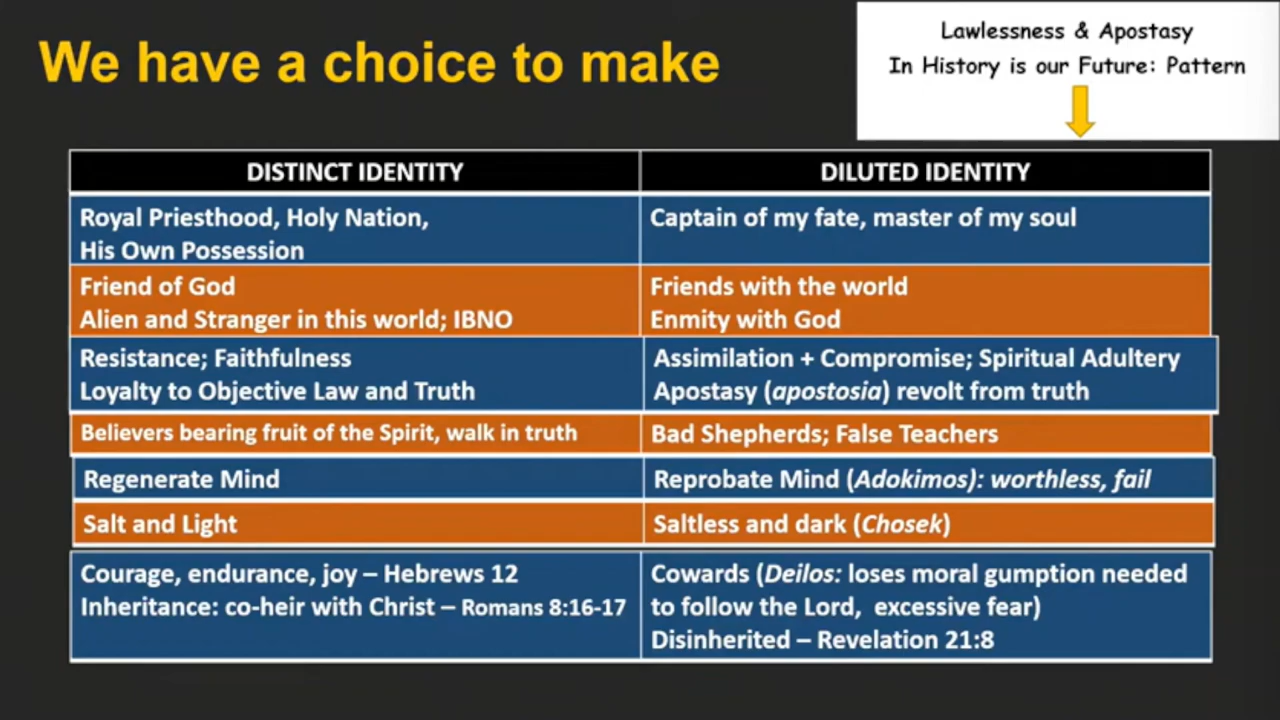 We have a choice to make
Lawlessness & Apostasy
In History is our Future: Pattern
DISTINCT IDENTITY
DILUTED IDENTITY
Royal Priesthood, Holy Nation,
His Own Possession
Captain of my fate, master of my soul
Friend of God
Alien and Stranger in this world; IBNO
Friends with the world
Enmity with God
Resistance; Faithfulness
Loyalty to Objective Law and Truth
Assimilation + Compromise; Spiritual Adultery
Apostasy (apostosia) revolt from truth
Believers bearing fruit of the Spirit, walk in truth
Bad Shepherds; False Teachers
Regenerate Mind
Reprobate Mind (Adokimos): worthless, fail
Salt and Light
Saltless and dark (Chosek)
Courage, endurance, joy – Hebrews 12
Inheritance: co-heir with Christ – Romans 8:16-17
Cowards (Deilos: loses moral gumption needed
to follow the Lord, excessive fear)
Disinherited – Revelation 21:8